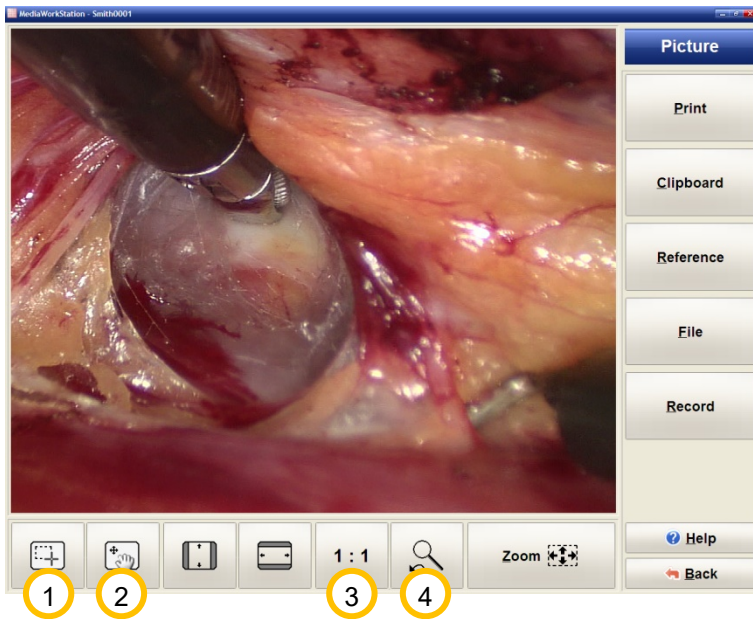 MediaWorkStation - Smith0001
Picture
Print
Clipboard
Reference
File
Record
1 : 1
Zoom
Help
Back
1
2
3
4